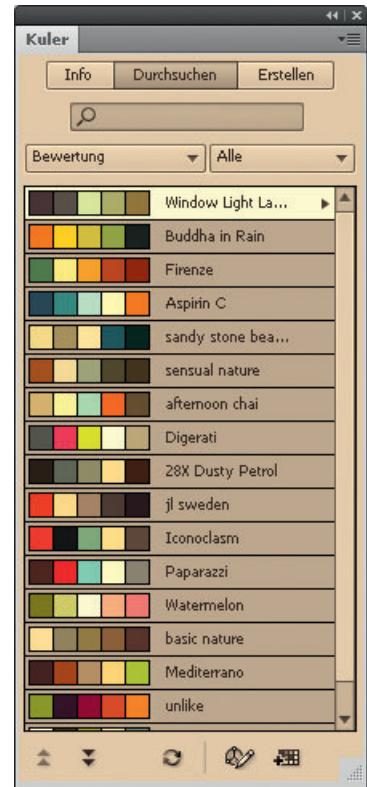 Kuler
Info Durchsuchen Erstellen
Bewertung Alle
Window Light La...
Buddha in Rain
Firenze
Aspirin C
sandy stone bea...
sensual nature
afternoon chai
Digerati
28X Dusty Petrol
jl sweden
Iconoclasm
Paparazzi
Watermelon
basic nature
Mediterrano
unlike